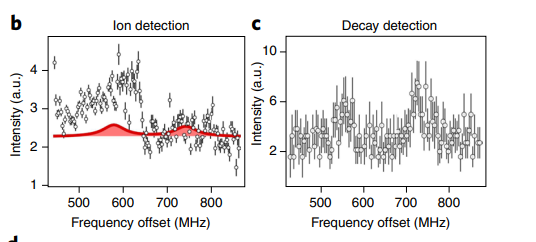 b
Ion detection
Intensity (a.u.)
4
3
2
1
500 600 700 800
Frequency offset (MHz)
c
Decay detection
Intensity (a.u.)
10
6
2
500 600 700 800
Frequency offset (MHz)